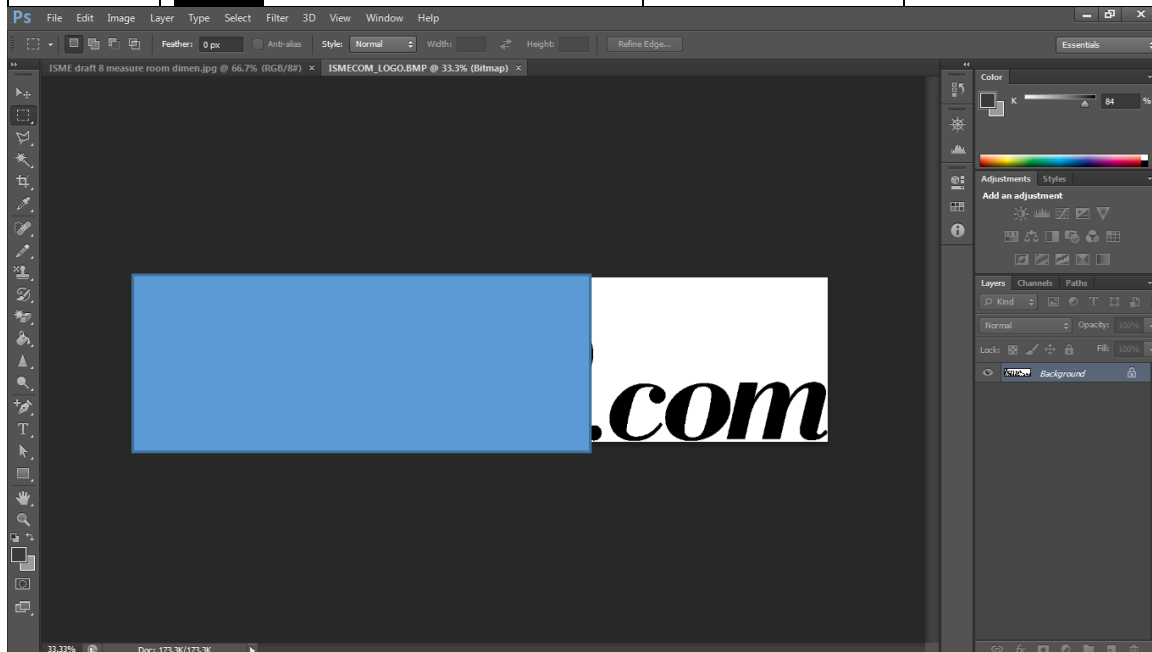 Ps File Edit Image Layer Type Select Filter 3D View Window Help
Feather: 0 px Anti-alias Style: Normal Width: Height: Refine Edge... Essentials
ISME draft 8 measure room dimen.jpg @ 66.7% (RGB/8#) × ISMECOM_LOGO.BMP @ 33.3% (Bitmap) ×
Color
K 84 %
Adjustments Styles
Add an adjustment
.com
Layers Channels Paths
Kind
Normal Opacity: 100%
Lock: Fill: 100%
Background
33.33% Doc: 173.3K/173.3K